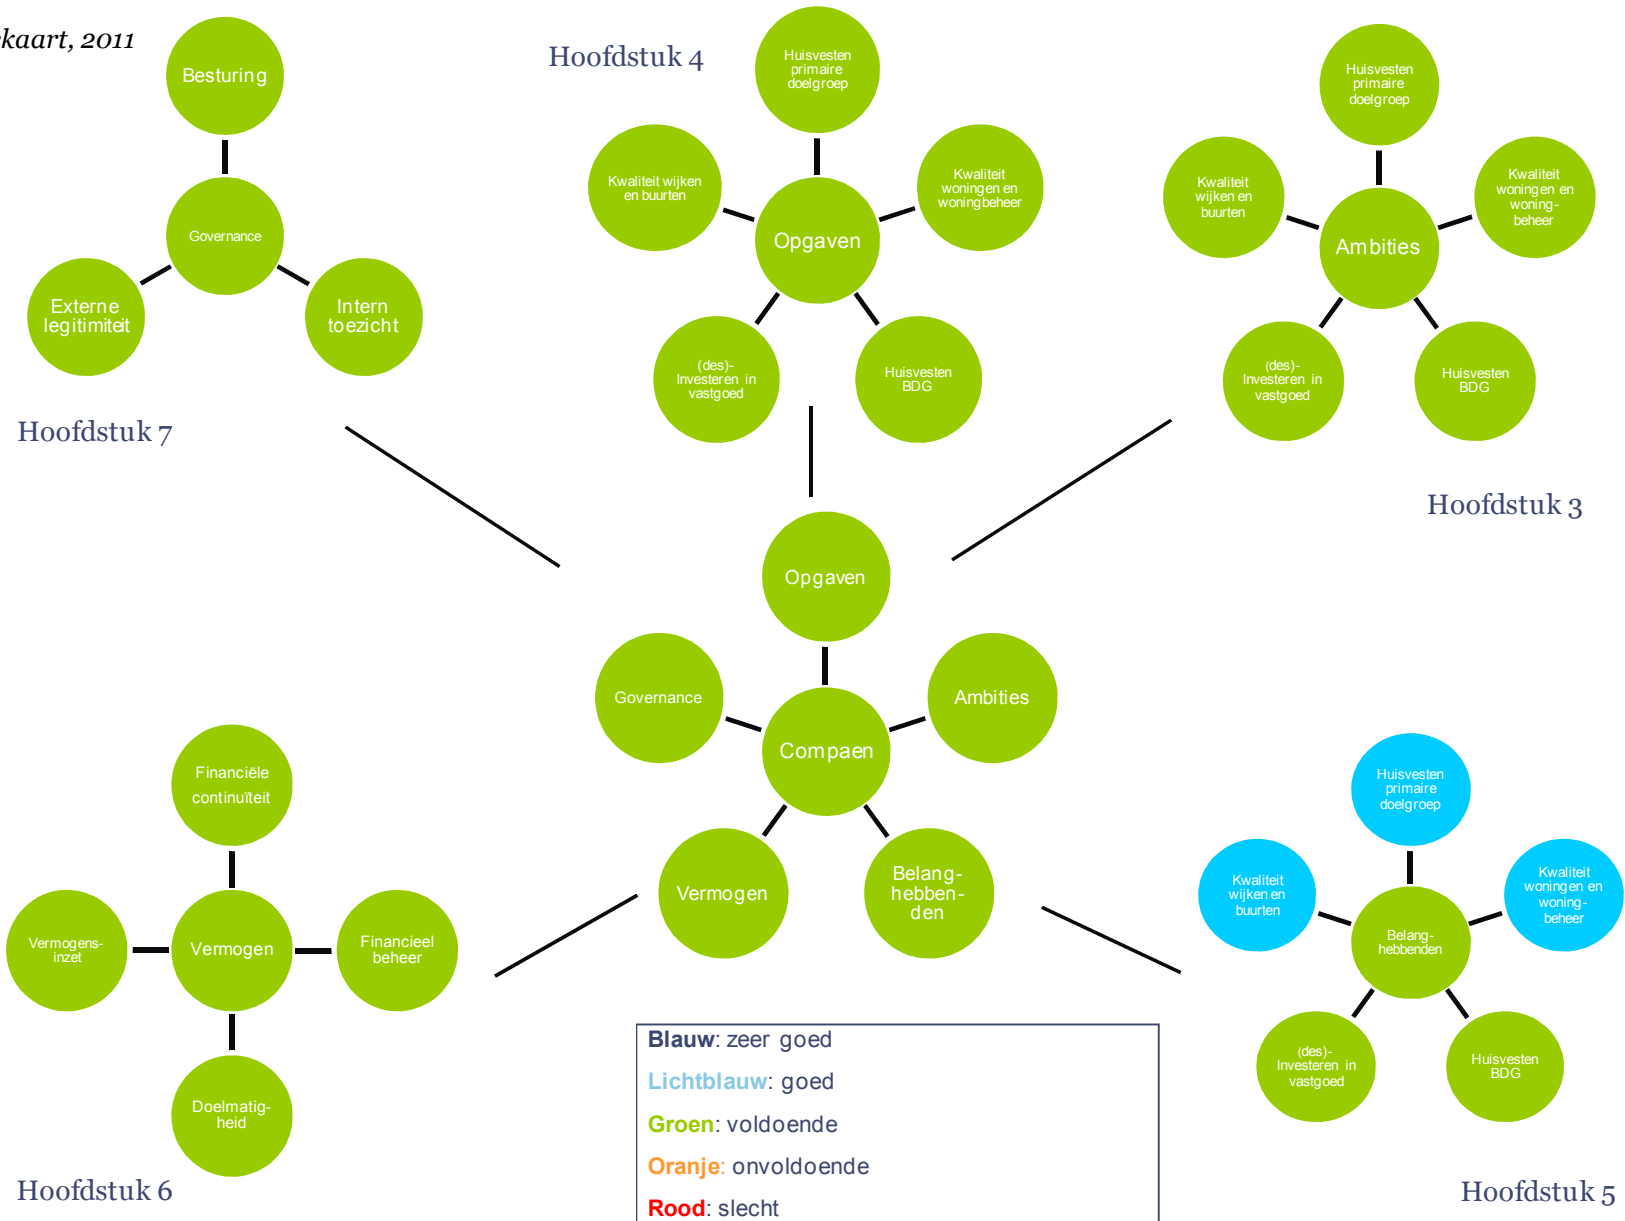 kaart, 2011
Besturing
Governance
Externe
legitimiteit
Intern
toezicht
Hoofdstuk 7
Hoofdstuk 4
Huisvesten
primaire
doelgroep
Kwaliteit wijken
en buurten
Kwaliteit
woningen en
woningbeheer
Opgaven
(des)-
Investeren in
vastgoed
Huisvesten
BDG
Huisvesten
primaire
doelgroep
Kwaliteit
wijken en
buurten
Kwaliteit
woningen en
woning-
beheer
Ambities
(des)-
Investeren in
vastgoed
Huisvesten
BDG
Hoofdstuk 3
Opgaven
Governance
Ambities
Compaen
Vermogen
Belang-
hebben-
den
Financiële
continuïteit
Vermogens-
inzet
Vermogen
Financieel
beheer
Doelmatig-
heid
Hoofdstuk 6
Huisvesten
primaire
doelgroep
Kwaliteit
wijken en
buurten
Kwaliteit
woningen en
woning-
beheer
Belang-
hebbenden
(des)-
Investeren in
vastgoed
Huisvesten
BDG
Hoofdstuk 5
Blauw: zeer goed
Lichtblauw: goed
Groen: voldoende
Oranje: onvoldoende
Rood: slecht